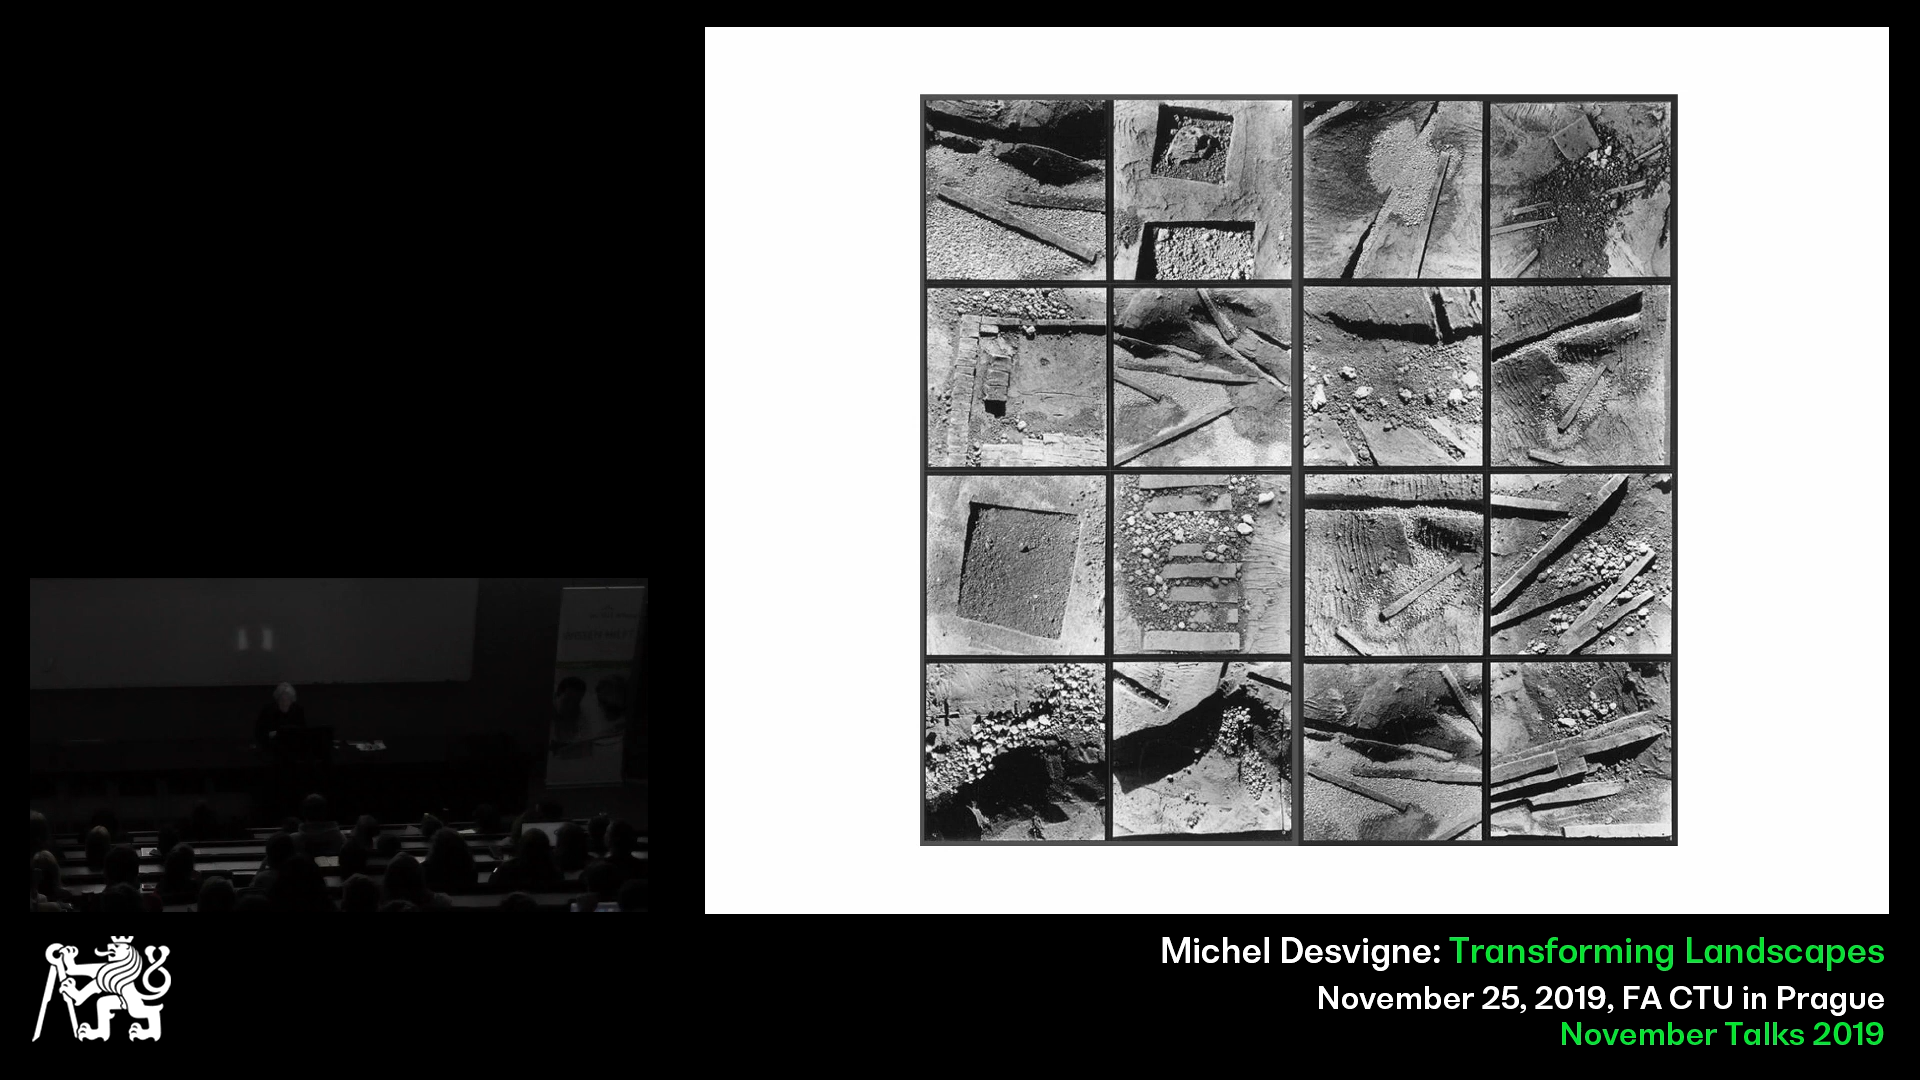 Michel Desvigne: Transforming Landscapes
November 25, 2019, FA CTU in Prague
November Talks 2019